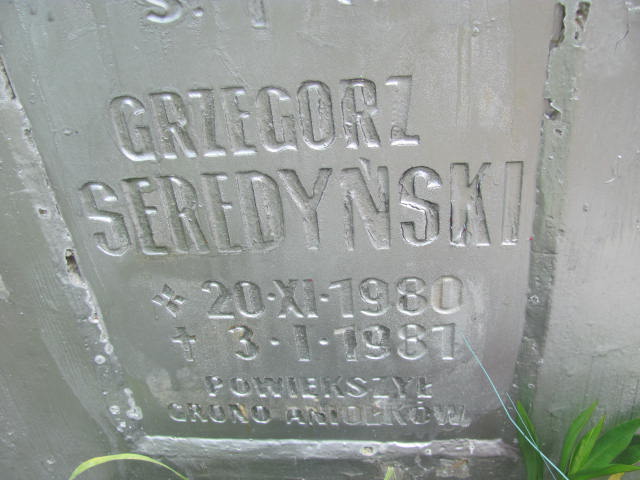 Ś. P.
GRZEGORZ
SEREDYŃSKI
20·XI·1980
† 3·I·1981
POWIĘKSZYŁ
GRONO ANIOŁKÓW